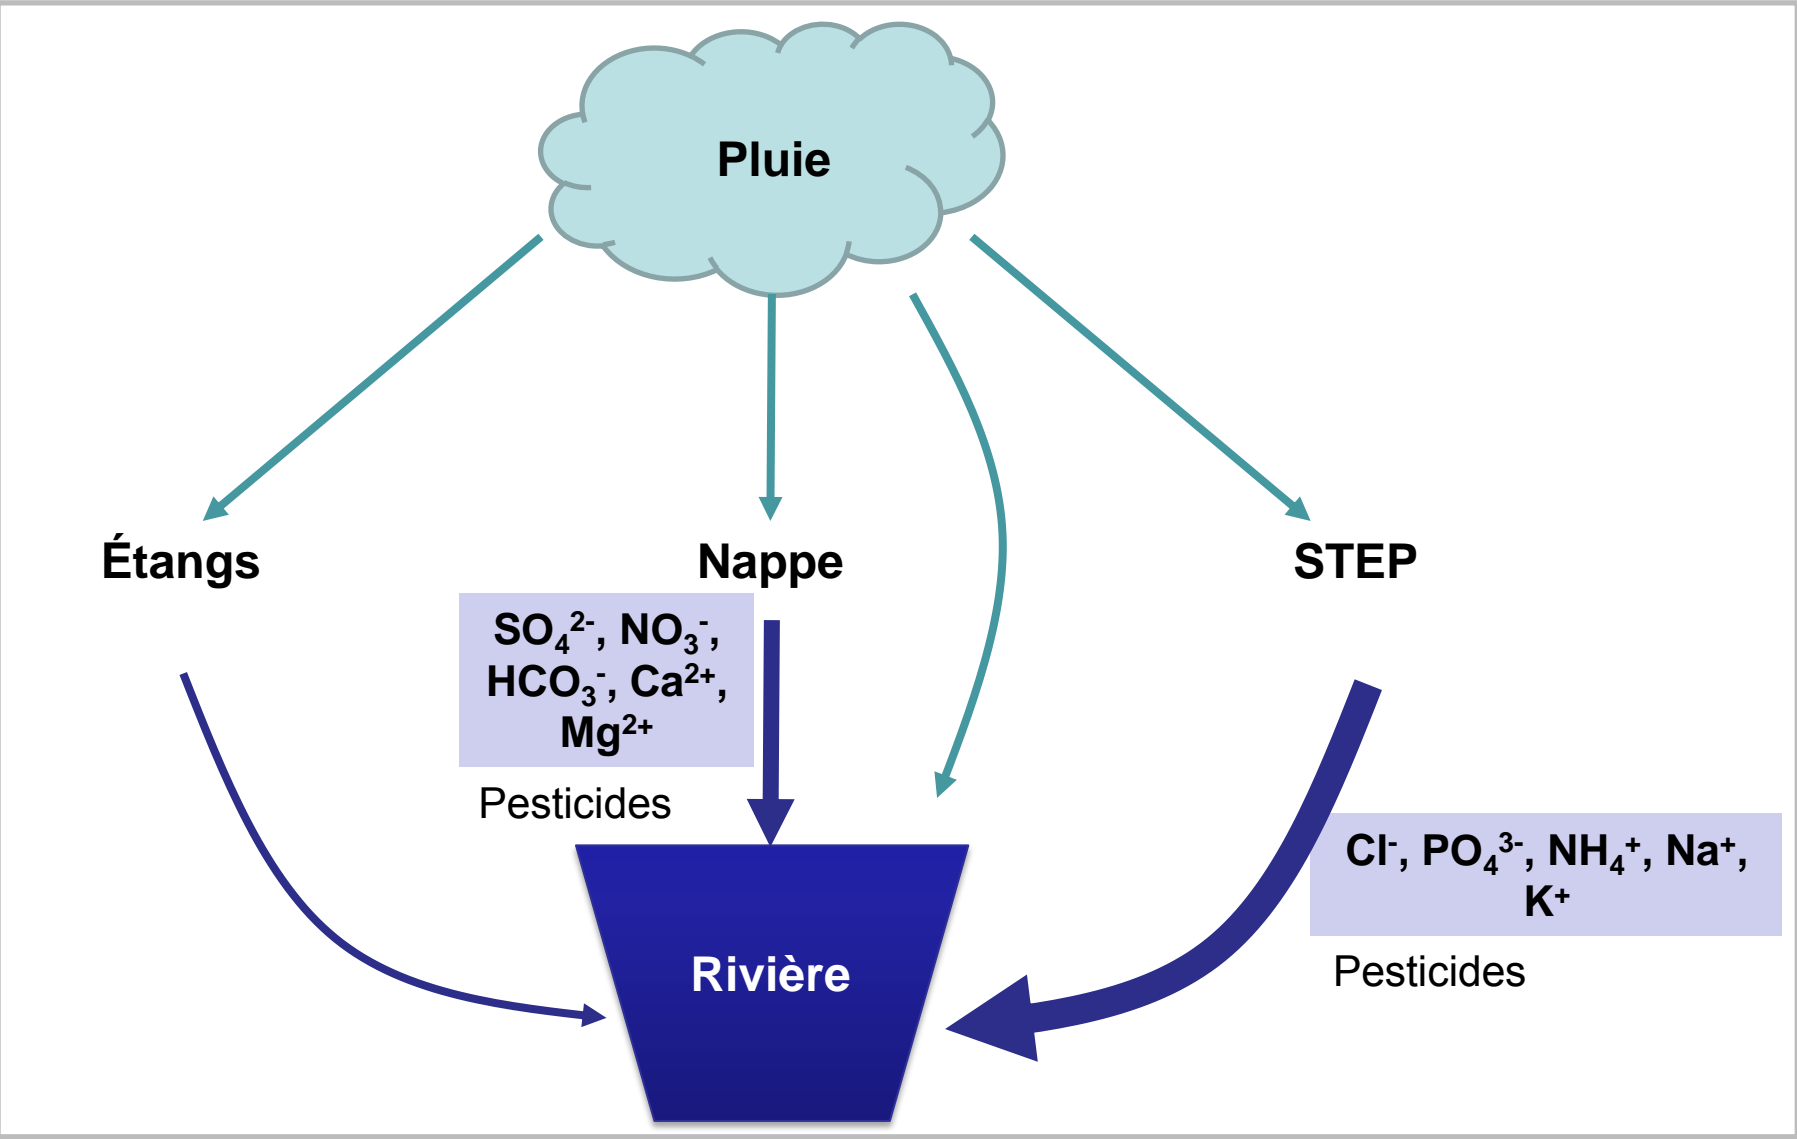 Pluie
Étangs
Nappe
STEP
SO₄²⁻, NO₃⁻,
HCO₃⁻, Ca²⁺,
Mg²⁺
Pesticides
Cl⁻, PO₄³⁻, NH₄⁺, Na⁺,
K⁺
Pesticides
Rivière